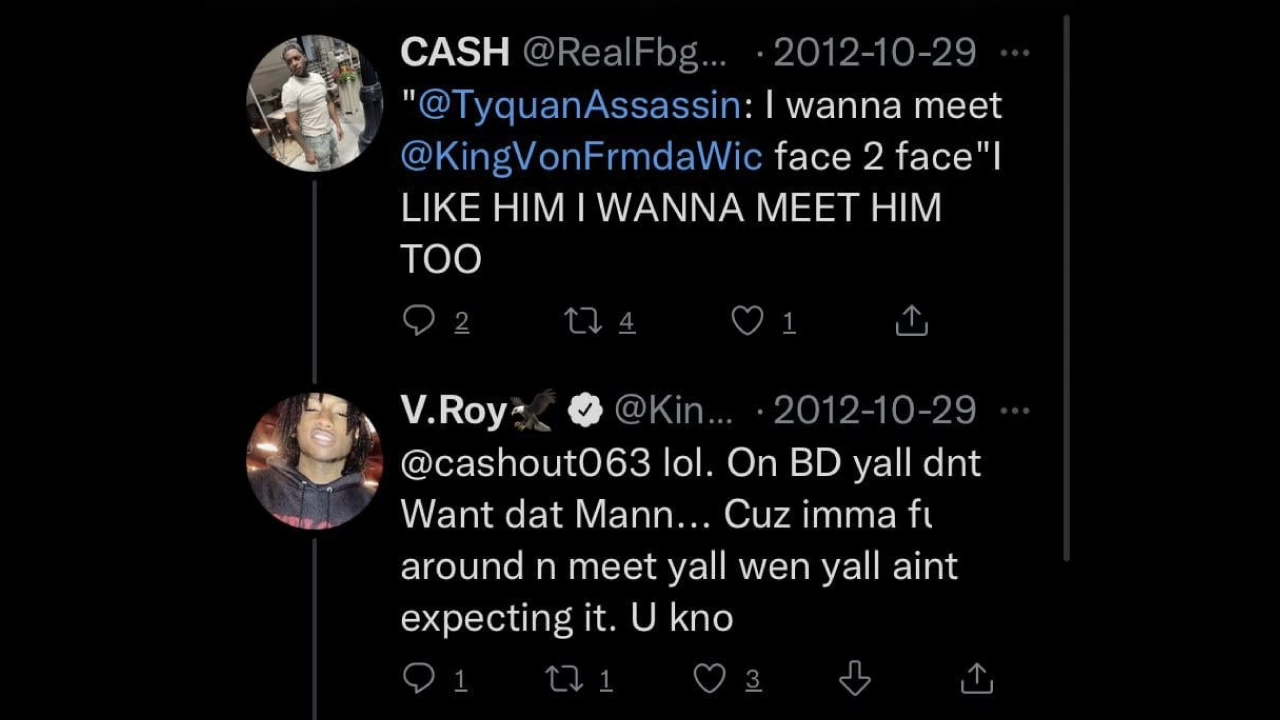 CASH @RealFbg... · 2012-10-29 ...
"@TyquanAssassin: I wanna meet
@KingVonFrmdaWic face 2 face"I
LIKE HIM I WANNA MEET HIM
TOO
2 4 1
V.Roy🦅 @Kin... · 2012-10-29 ...
@cashout063 lol. On BD yall dnt
Want dat Mann... Cuz imma fu
around n meet yall wen yall aint
expecting it. U kno
1 1 3